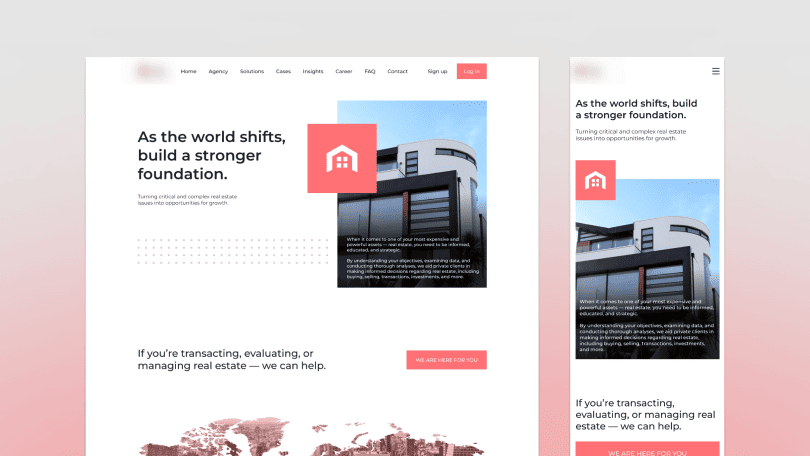 Home Agency Solutions Cases Insights Career FAQ Contact Sign up Log in
As the world shifts,
build a stronger
foundation.
Turning critical and complex real estate
issues into opportunities for growth.
When it comes to one of your most expensive and
powerful assets — real estate, you need to be informed,
educated, and strategic.
By understanding your objectives, examining data, and
conducting thorough analyses, we aid private clients in
making informed decisions regarding real estate, including
buying, selling, transactions, investments, and more.
If you’re transacting, evaluating, or
managing real estate — we can help.
WE ARE HERE FOR YOU
As the world shifts, build
a stronger foundation.
Turning critical and complex real estate
issues into opportunities for growth.
When it comes to one of your most expensive and
powerful assets — real estate, you need to be informed,
educated, and strategic.
By understanding your objectives, examining data, and
conducting thorough analyses, we aid private clients in
making informed decisions regarding real estate,
including buying, selling, transactions, investments,
and more.
If you’re transacting,
evaluating, or managing real
estate — we can help.
WE ARE HERE FOR YOU